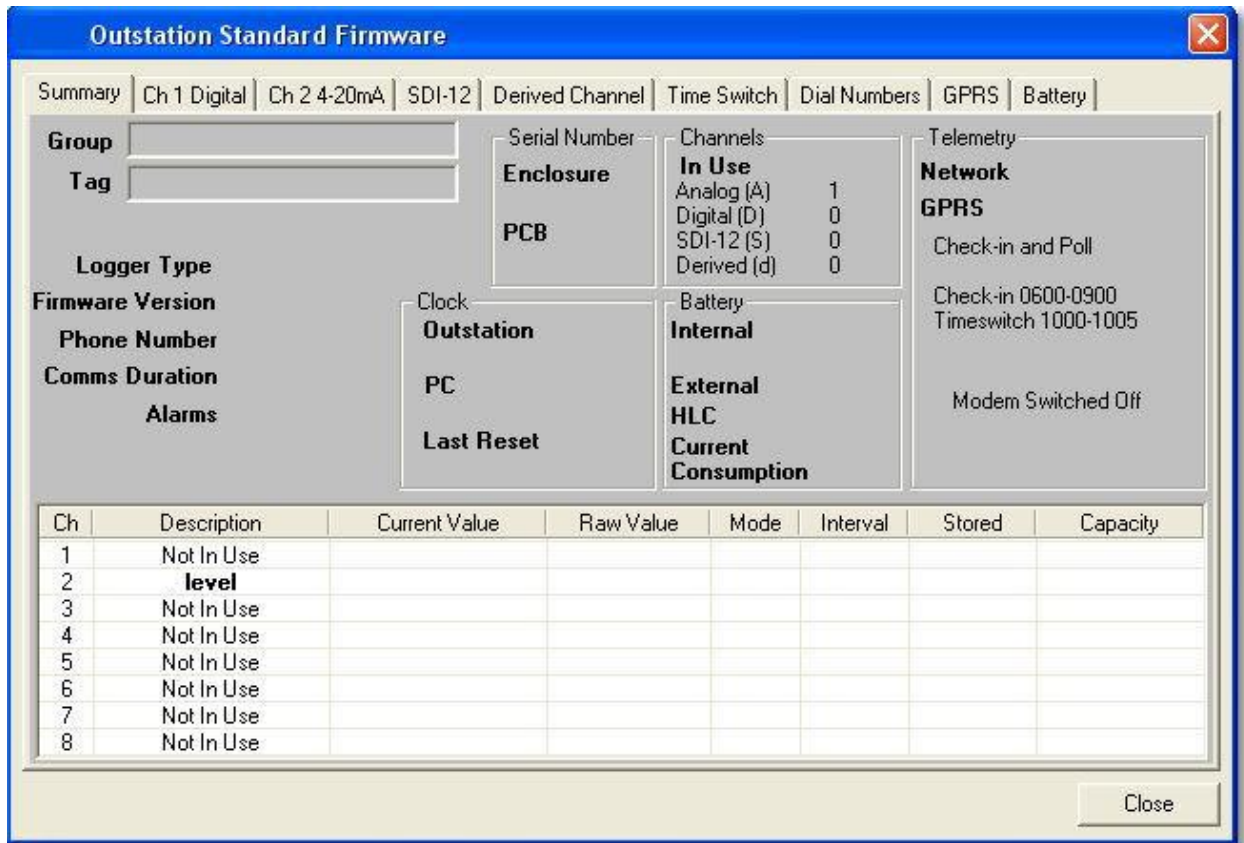 Outstation Standard Firmware
Summary Ch 1 Digital Ch 2 4-20mA SDI-12 Derived Channel Time Switch Dial Numbers GPRS Battery
Group
Tag
Logger Type
Firmware Version
Phone Number
Comms Duration
Alarms
Serial Number
Enclosure
PCB
Channels
In Use
Analog (A) 1
Digital (D) 0
SDI-12 (S) 0
Derived (d) 0
Telemetry
Network
GPRS
Check-in and Poll
Check-in 0600-0900
Timeswitch 1000-1005
Modem Switched Off
Clock
Outstation
PC
Last Reset
Battery
Internal
External
HLC
Current
Consumption
Ch Description Current Value Raw Value Mode Interval Stored Capacity
1 Not In Use
2 level
3 Not In Use
4 Not In Use
5 Not In Use
6 Not In Use
7 Not In Use
8 Not In Use
Close